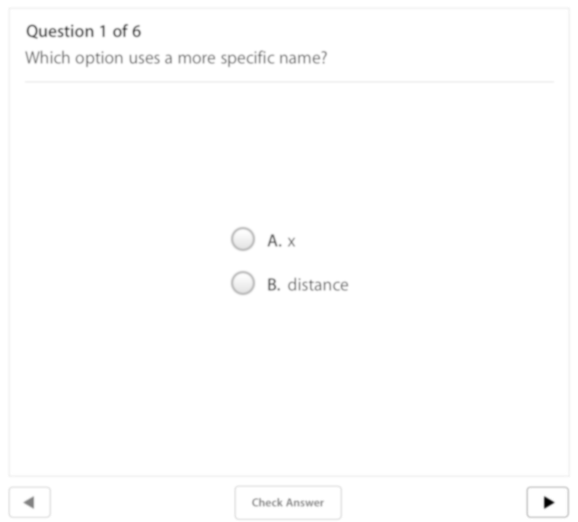 Question 1 of 6
Which option uses a more specific name?
A. x
B. distance
Check Answer